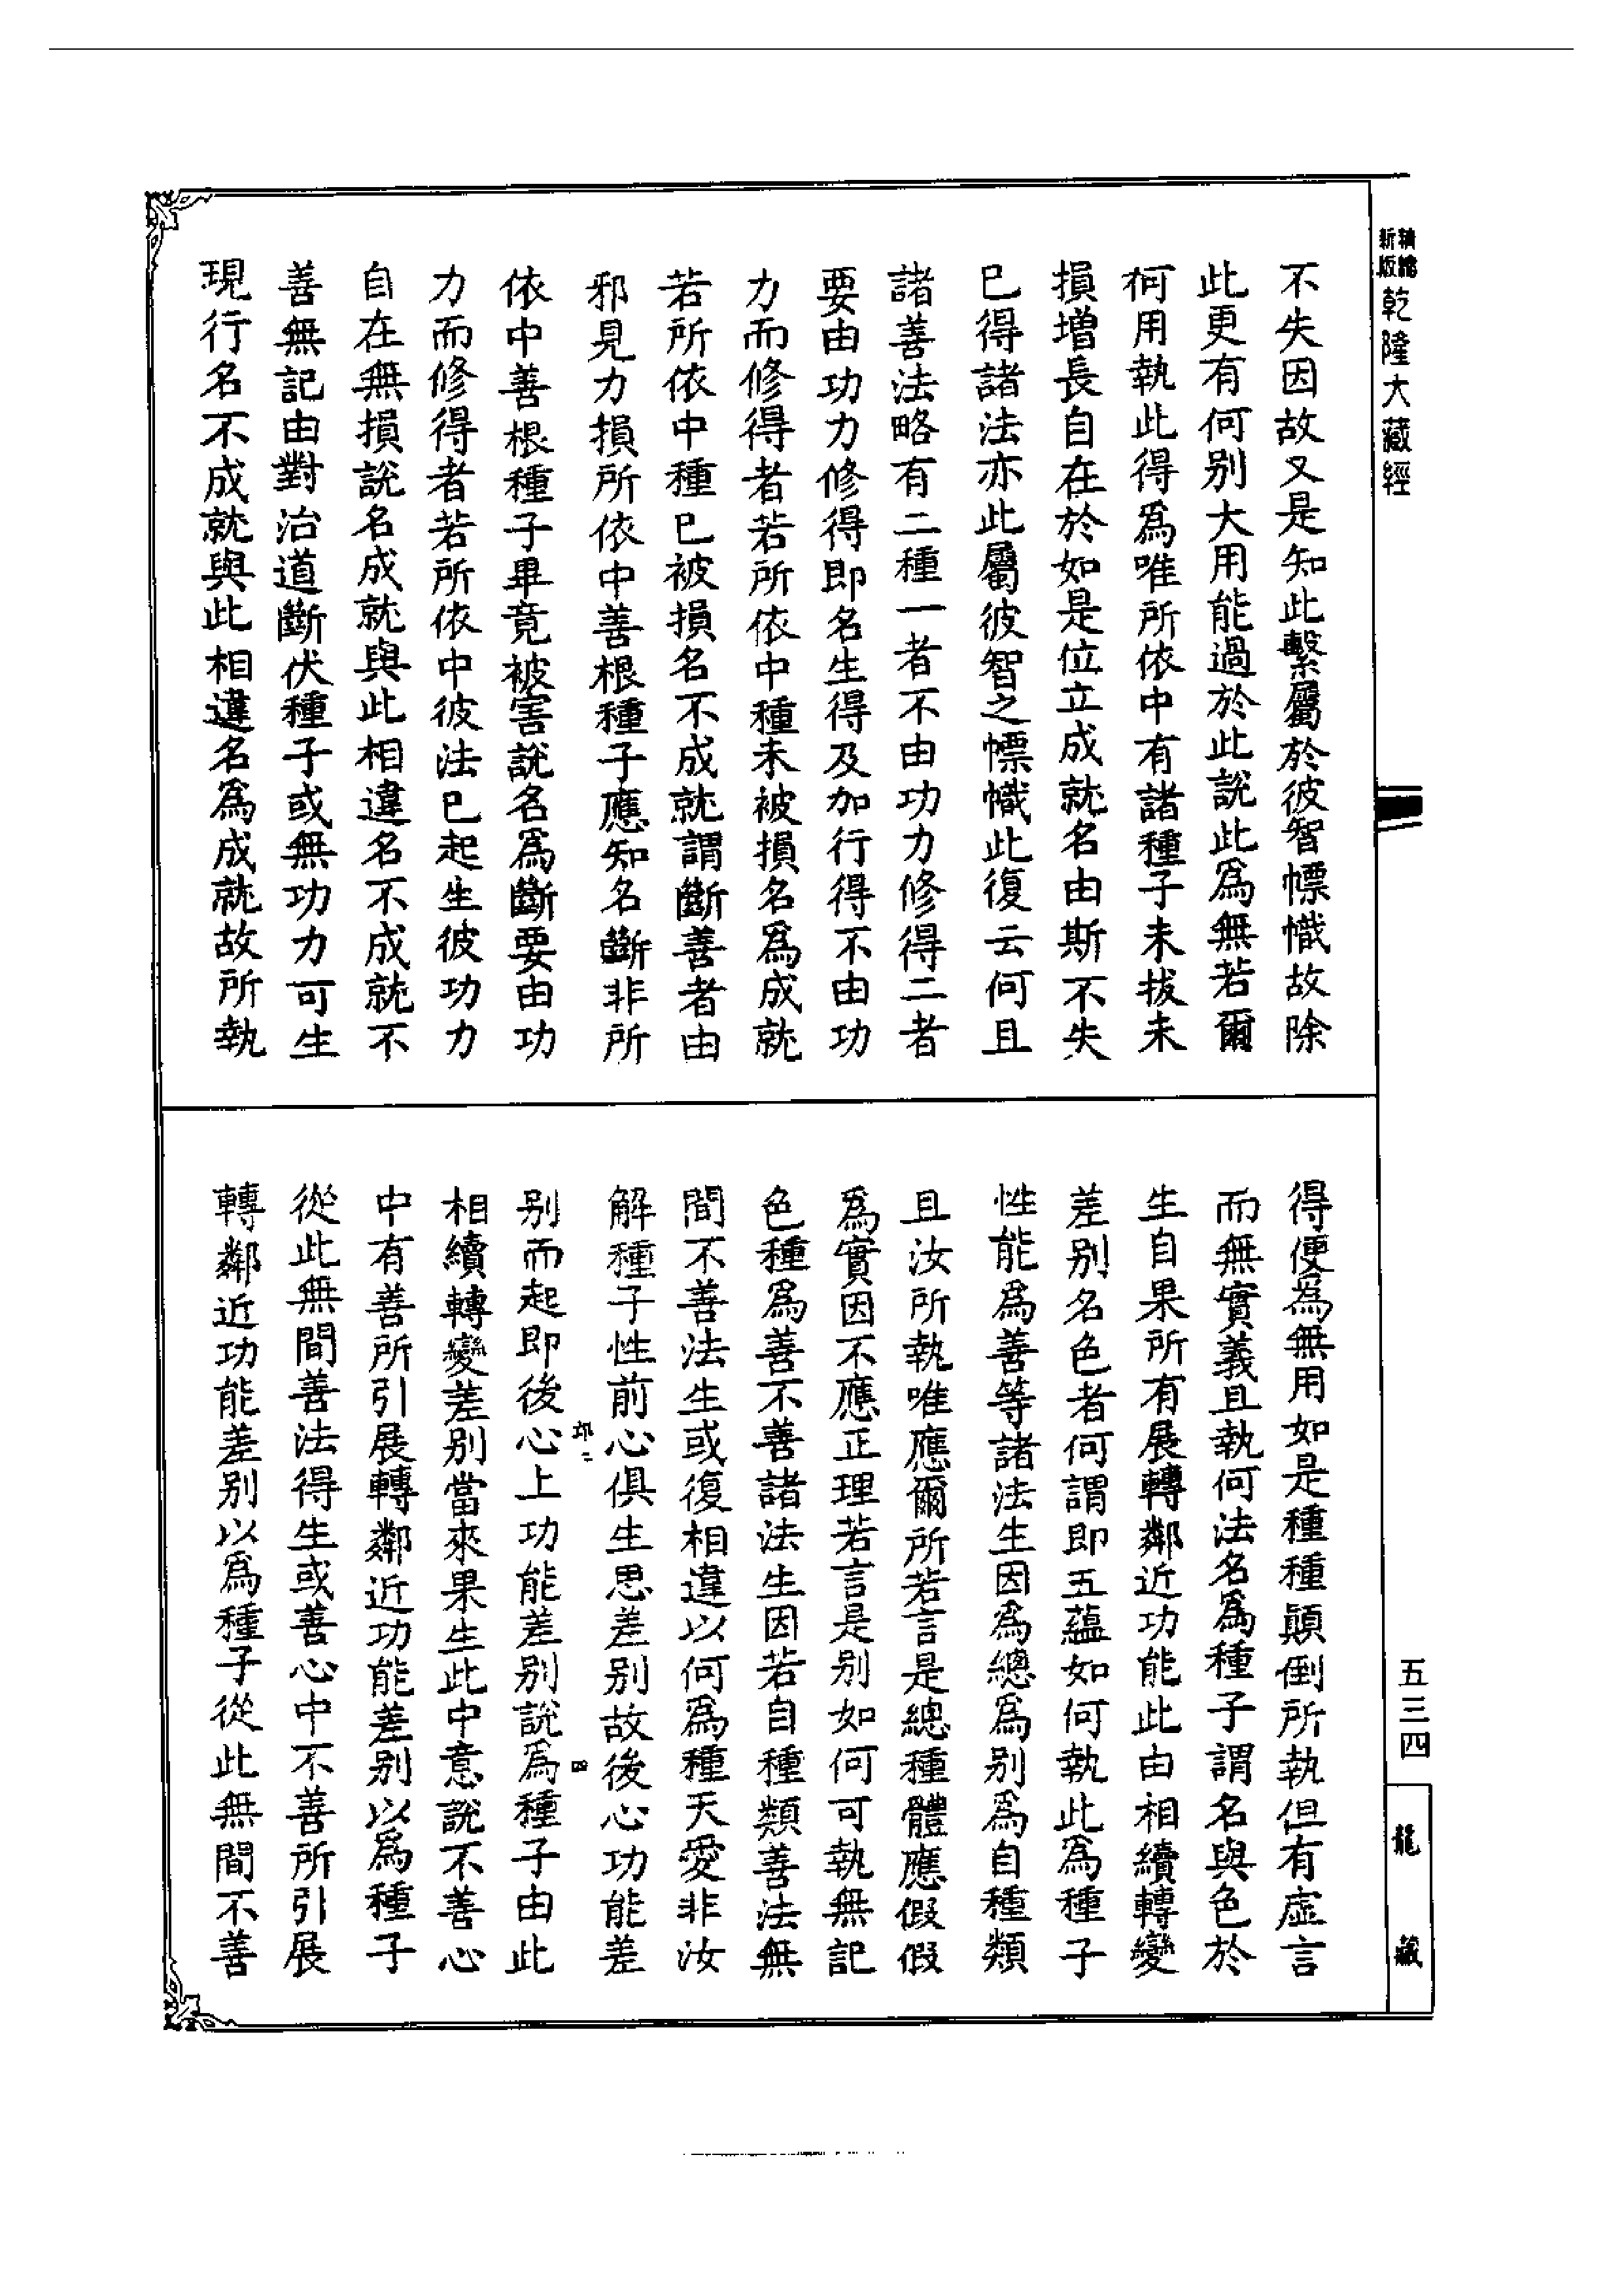 新版精縮乾隆大藏經
不失因故又是知此繫屬於彼智幖幟故除
此更有何別大用能過於此說此為無若爾
何用執此得為唯所依中有諸種子未拔未
損增長自在於如是位立成就名由斯不失
已得諸法亦此屬彼智之幖幟此復云何且
諸善法略有二種一者不由功力修得二者
要由功力修得即名生得及加行得不由功
力而修得者若所依中種未被損名為成就
若所依中種已被損名不成就謂斷善者由
邪見力損所依中善根種子應知名斷非所
依中善根種子畢竟被害說名為斷要由功
力而修得者若所依中彼法已起生彼功力
自在無損說名成就與此相違名不成就不
善無記由對治道斷伏種子或無功力可生
現行名不成就與此相違名為成就故所執
得便為無用如是種種顛倒所執但有虛言
而無實義且執何法名為種子謂名與色於
生自果所有展轉鄰近功能此由相續轉變
差別名色者何謂即五蘊如何執此為種子
性能為善等諸法生因為總為別為自種類
且汝所執唯應爾所若言是總種體應假假
為實因不應正理若言是別如何可執無記
色種為善不善諸法生因若自種類善法無
間不善法生或復相違以何為種天愛非汝
解種子性前心俱生思差別故後心功能差
別而起即後心上功能差別說為種子由此
相續轉變差別當來果生此中意說不善心
中有善所引展轉鄰近功能差別以為種子
從此無間善法得生或善心中不善所引展
轉鄰近功能差別以為種子從此無間不善
五三四
龍藏